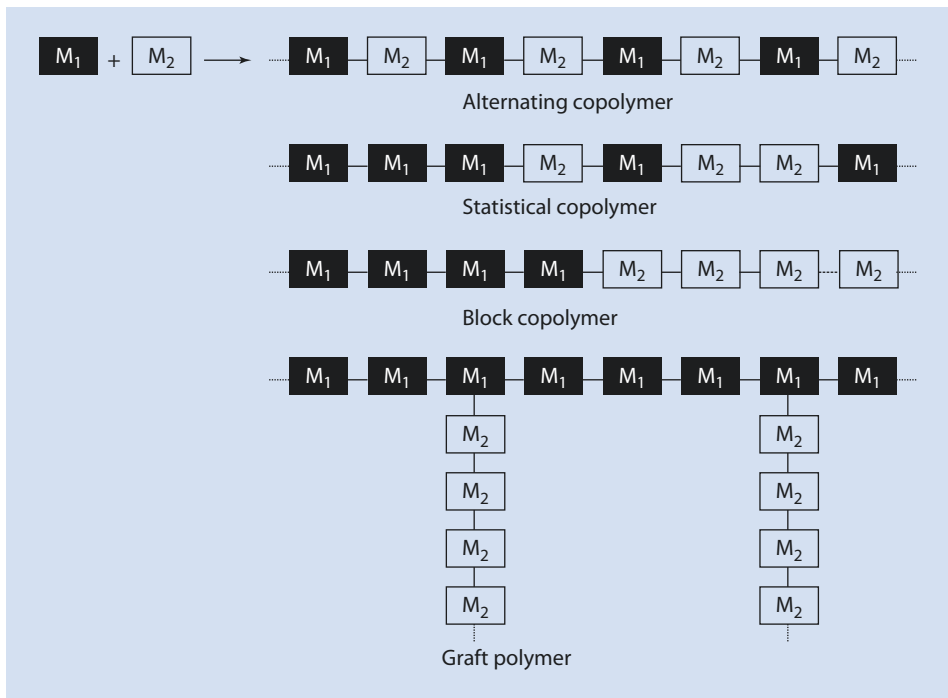 M₁ + M₂ M₁ M₂ M₁ M₂ M₁ M₂ M₁ M₂
Alternating copolymer
M₁ M₁ M₁ M₂ M₁ M₂ M₂ M₁
Statistical copolymer
M₁ M₁ M₁ M₁ M₂ M₂ M₂ M₂
Block copolymer
M₁ M₁ M₁ M₁ M₁ M₁ M₁ M₁
M₂ M₂
M₂ M₂
M₂ M₂
M₂ M₂
Graft polymer